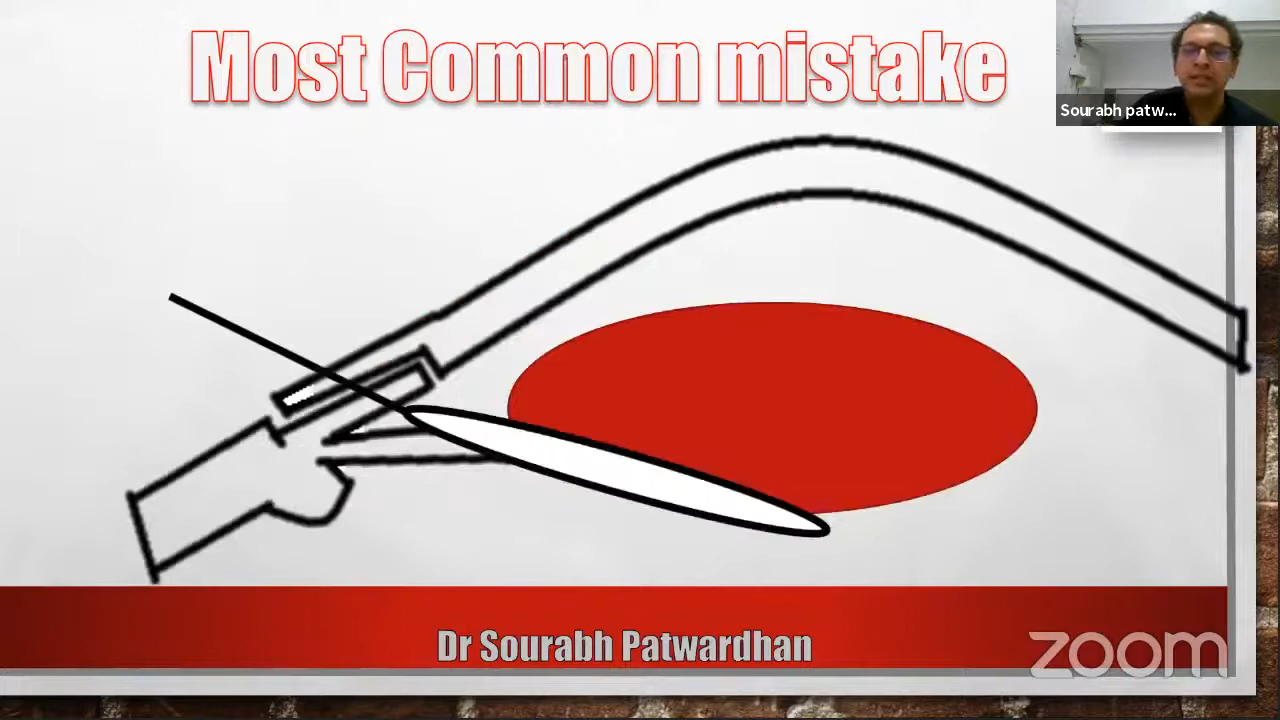 Most Common mistake
Sourabh patw...
Dr Sourabh Patwardhan
zoom